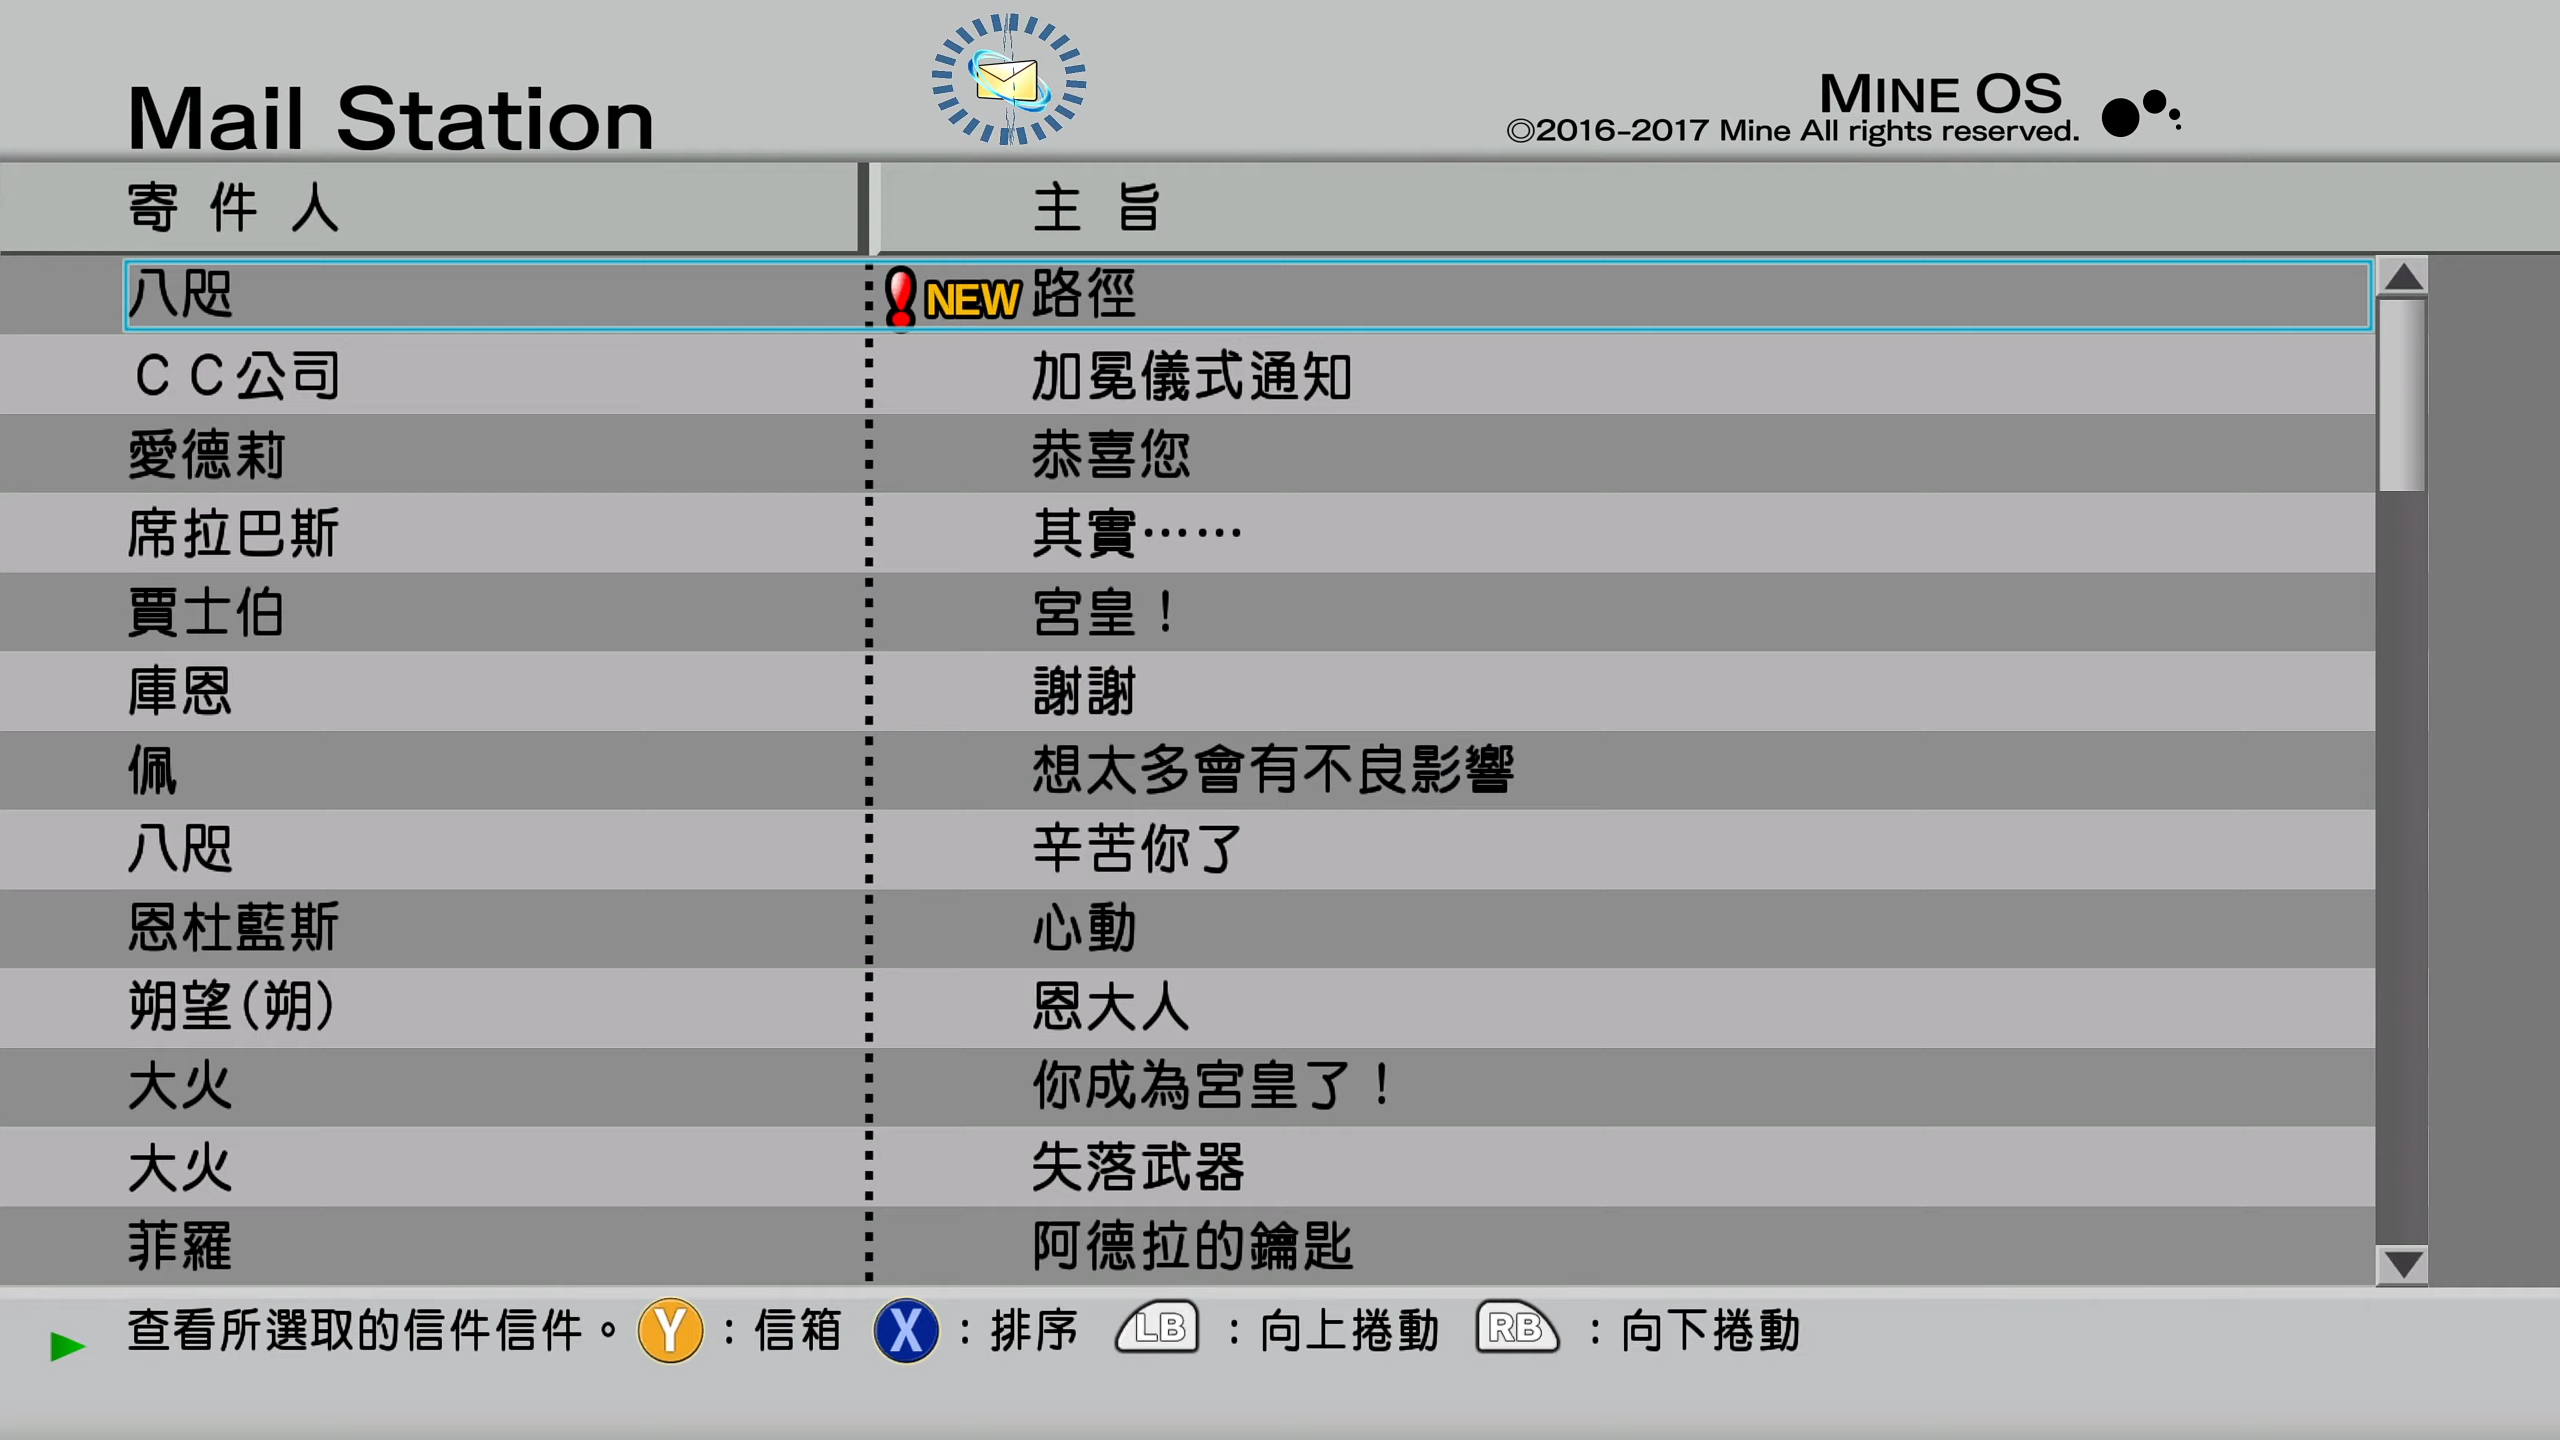 Mail Station
MINE OS
©2016-2017 Mine All rights reserved.
寄件人 主旨
八咫 NEW 路徑
ＣＣ公司 加冕儀式通知
愛德莉 恭喜您
席拉巴斯 其實……
賈士伯 宮皇！
庫恩 謝謝
佩 想太多會有不良影響
八咫 辛苦你了
恩杜藍斯 心動
朔望(朔) 恩大人
大火 你成為宮皇了！
大火 失落武器
菲羅 阿德拉的鑰匙
查看所選取的信件信件。Y：信箱 X：排序 LB：向上捲動 RB：向下捲動